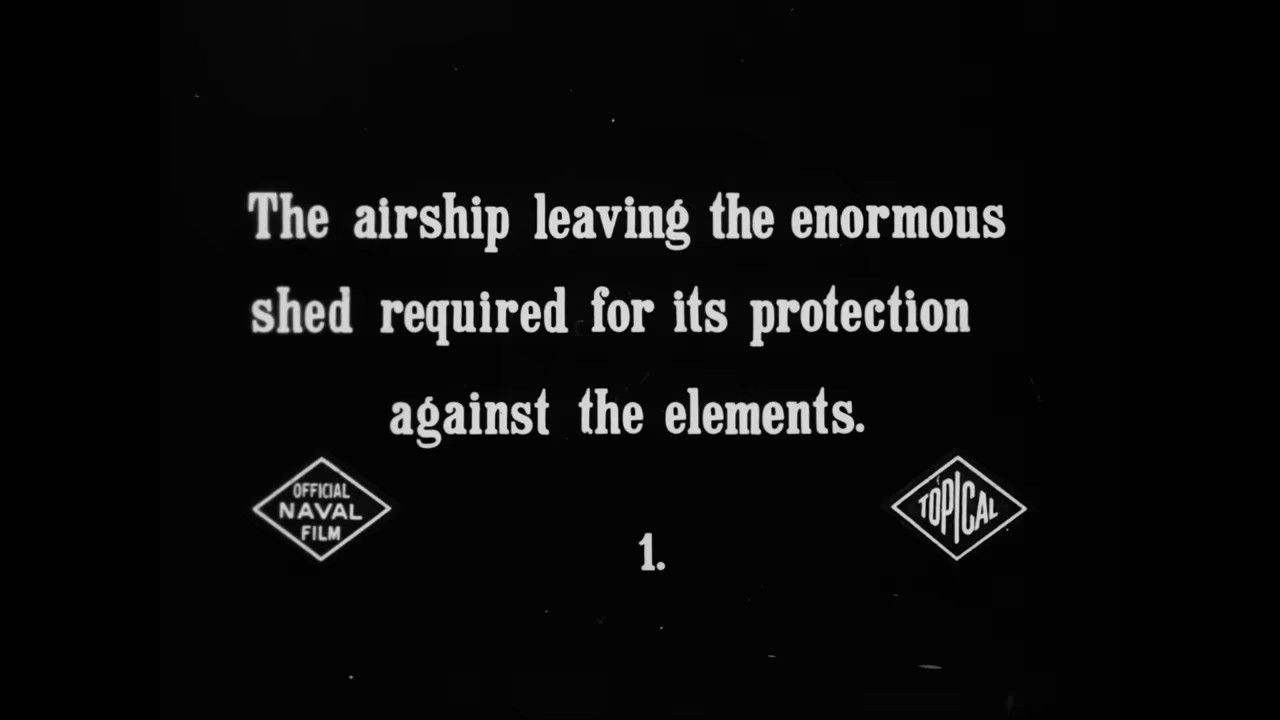 The airship leaving the enormous
shed required for its protection
against the elements.
OFFICIAL
NAVAL
FILM
TOPICAL
1.